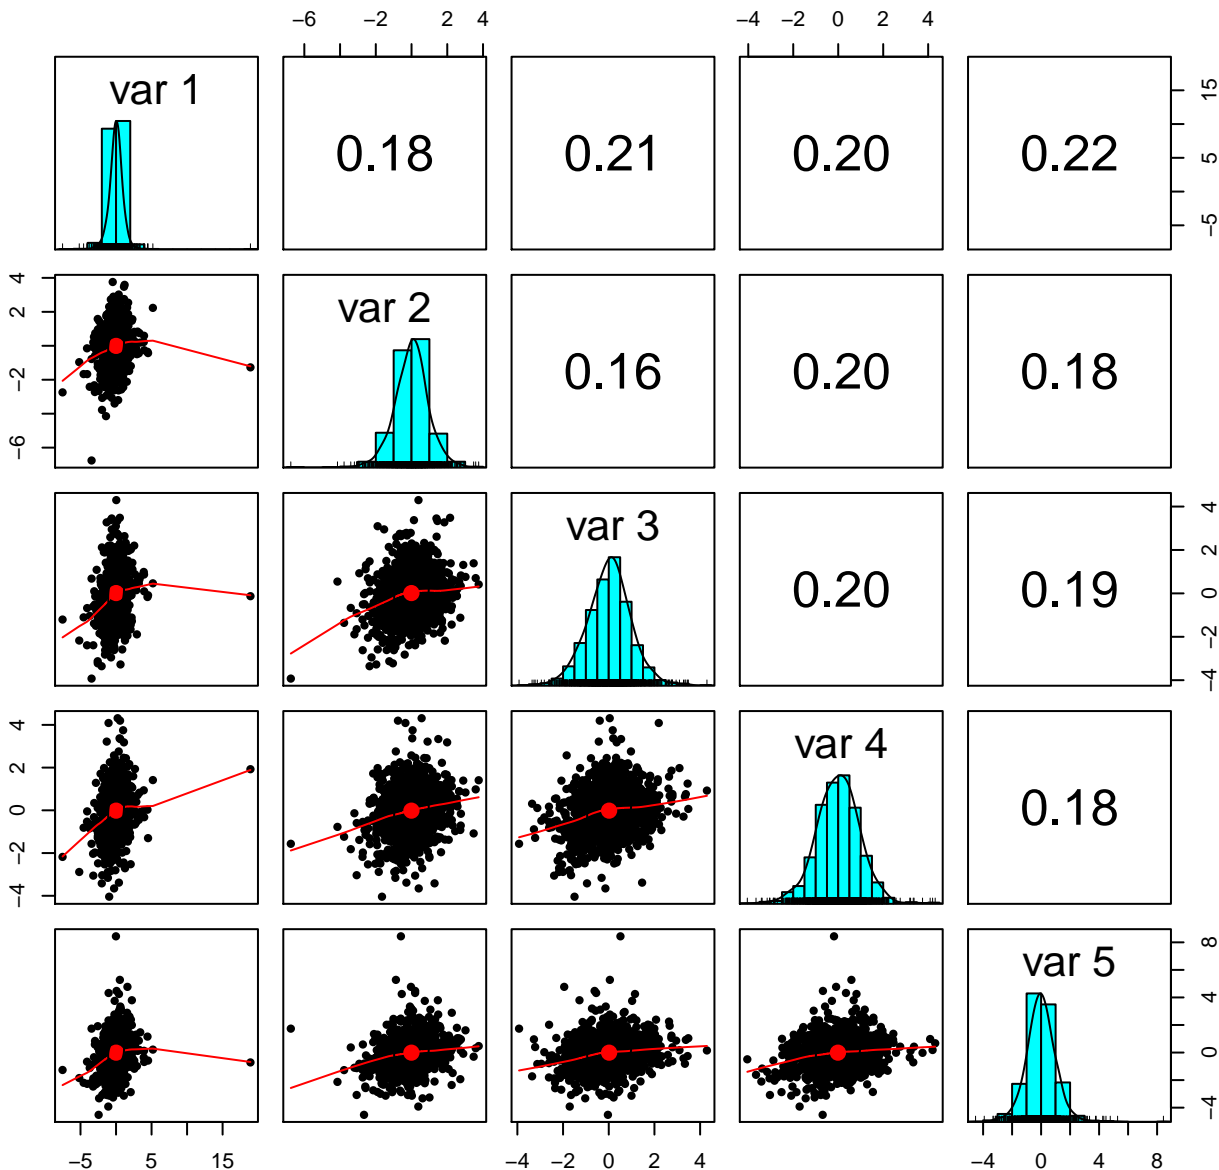 −6 −2 2 4 −4 −2 0 2 4
var 1 0.18 0.21 0.20 0.22
−5 5 15
var 2 0.16 0.20 0.18
−6 −2 2 4
var 3 0.20 0.19
−4 −2 0 2 4
var 4 0.18
−4 −2 0 2 4
var 5
−4 0 4 8
−5 5 15 −4 −2 0 2 4 −4 0 4 8